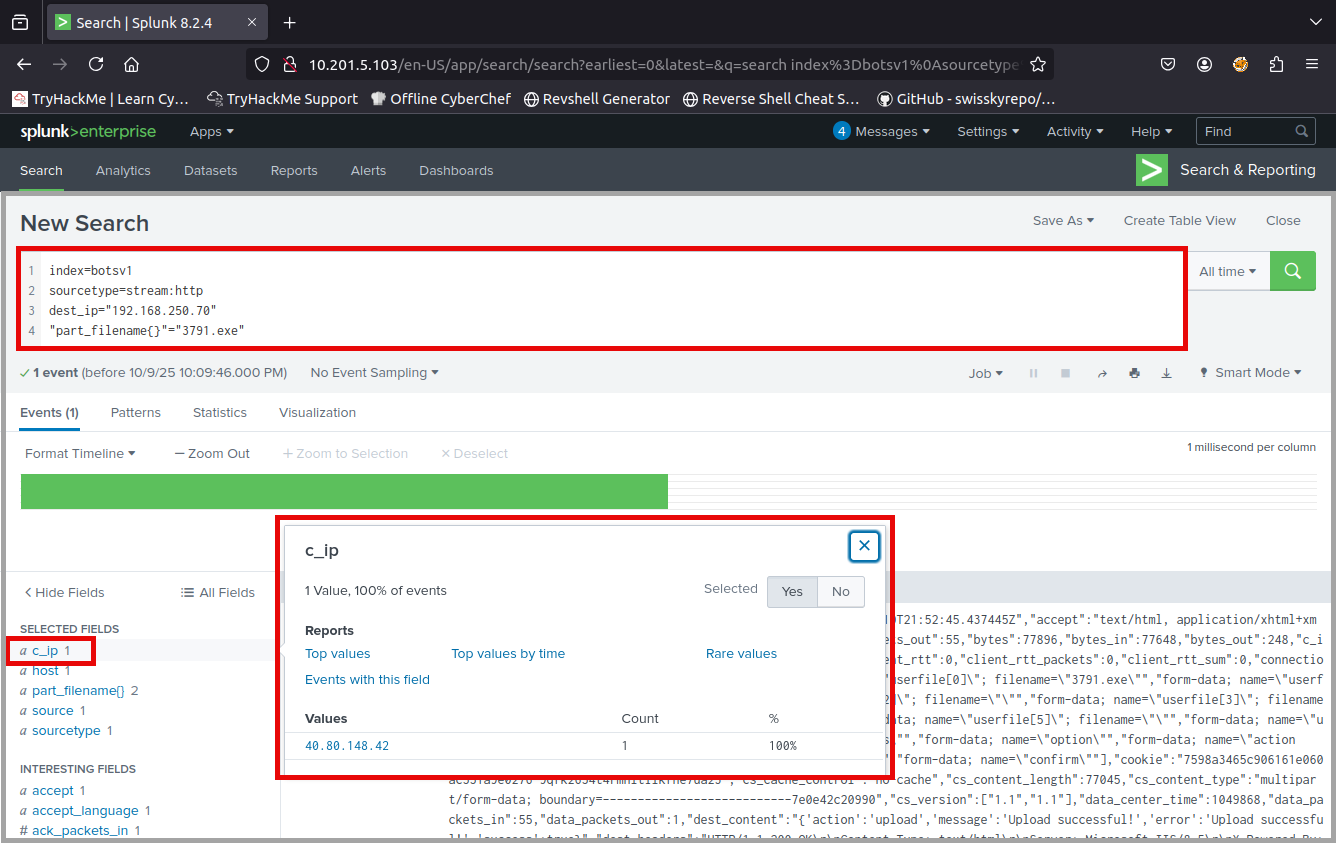 Search | Splunk 8.2.4
10.201.5.103/en-US/app/search/search?earliest=0&latest=&q=search index%3Dbotsv1%0Asourcetype
TryHackMe | Learn Cy… TryHackMe Support Offline CyberChef Revshell Generator Reverse Shell Cheat S… GitHub - swisskyrepo/…
splunk>enterprise Apps 4 Messages Settings Activity Help Find
Search Analytics Datasets Reports Alerts Dashboards Search & Reporting
New Search Save As Create Table View Close
1 index=botsv1
2 sourcetype=stream:http
3 dest_ip="192.168.250.70"
4 "part_filename{}"="3791.exe"
All time
1 event (before 10/9/25 10:09:46.000 PM) No Event Sampling Job Smart Mode
Events (1) Patterns Statistics Visualization
Format Timeline — Zoom Out + Zoom to Selection × Deselect 1 millisecond per column
c_ip
1 Value, 100% of events Selected Yes No
Reports
Top values Top values by time Rare values
Events with this field
Values Count %
40.80.148.42 1 100%
Hide Fields All Fields
SELECTED FIELDS
a c_ip 1
a host 1
a part_filename{} 2
a source 1
a sourcetype 1
INTERESTING FIELDS
a accept 1
a accept_language 1
# ack_packets_in 1
T21:52:45.437445Z","accept":"text/html, application/xhtml+xm
es_out":55,"bytes":77896,"bytes_in":77648,"bytes_out":248,"c_i
client_rtt":0,"client_rtt_packets":0,"client_rtt_sum":0,"connectio
userfile[0]\"; filename=\"3791.exe\"","form-data; name=\"userf
2]\"; filename=\"\"","form-data; name=\"userfile[3]\"; filename
data; name=\"userfile[5]\"; filename=\"\"","form-data; name=\"u
\"","form-data; name=\"option\"","form-data; name=\"action
"form-data; name=\"confirm\""],"cookie":"7598a3465c906161e060
cache","cs_content_length":77045,"cs_content_type":"multipar
t/form-data; boundary=---------------------------7e0e42c20990","cs_version":["1.1","1.1"],"data_center_time":1049868,"data_pa
ckets_in":55,"data_packets_out":1,"dest_content":"{'action':'upload','message':'Upload successful!','error':'Upload successfu